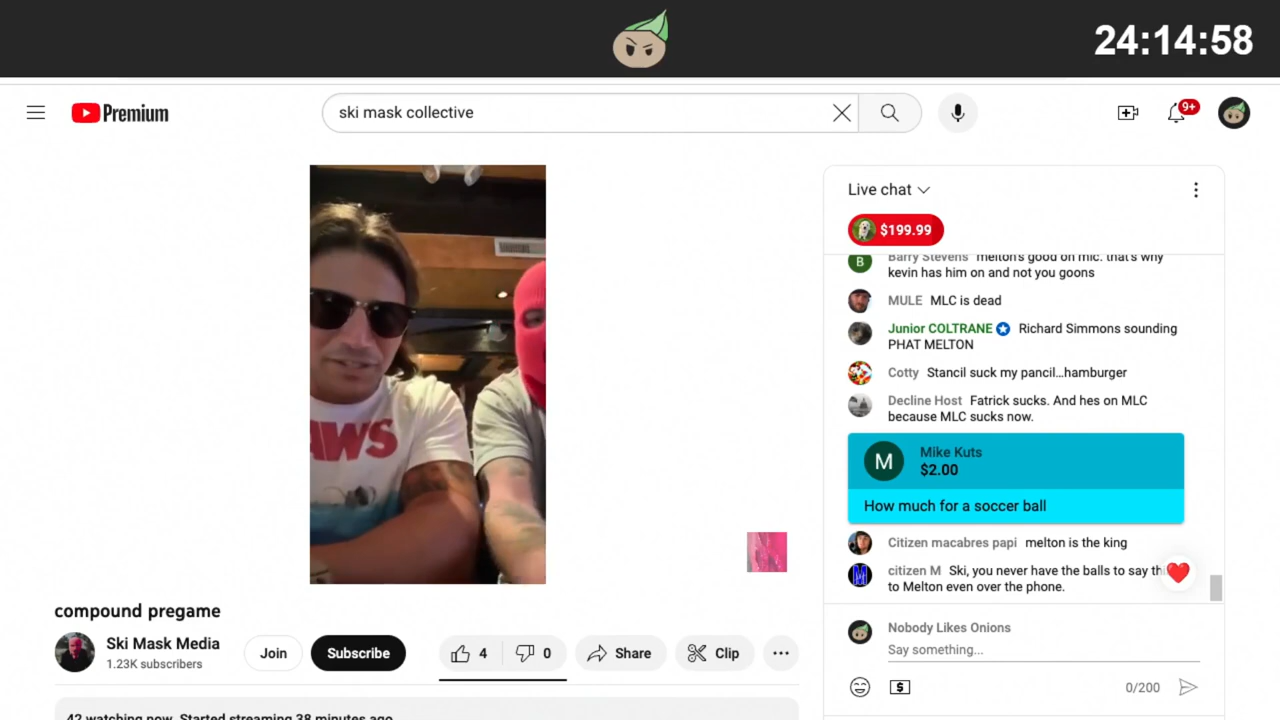 24:14:58
Premium
ski mask collective
9+
Live chat
$199.99
Barry Stevens melton's good on mic. that's why
kevin has him on and not you goons
MULE MLC is dead
Junior COLTRANE Richard Simmons sounding
PHAT MELTON
Cotty Stancil suck my pancil...hamburger
Decline Host Fatrick sucks. And hes on MLC
because MLC sucks now.
M
Mike Kuts
$2.00
How much for a soccer ball
Citizen macabres papi melton is the king
citizen M Ski, you never have the balls to say
to Melton even over the phone.
AWS
compound pregame
Ski Mask Media
1.23K subscribers
Join
Subscribe
4
0
Share
Clip
Nobody Likes Onions
Say something...
0/200
42 watching now Started streaming 38 minutes ago